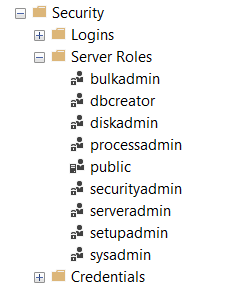 Security
Logins
Server Roles
bulkadmin
dbcreator
diskadmin
processadmin
public
securityadmin
serveradmin
setupadmin
sysadmin
Credentials